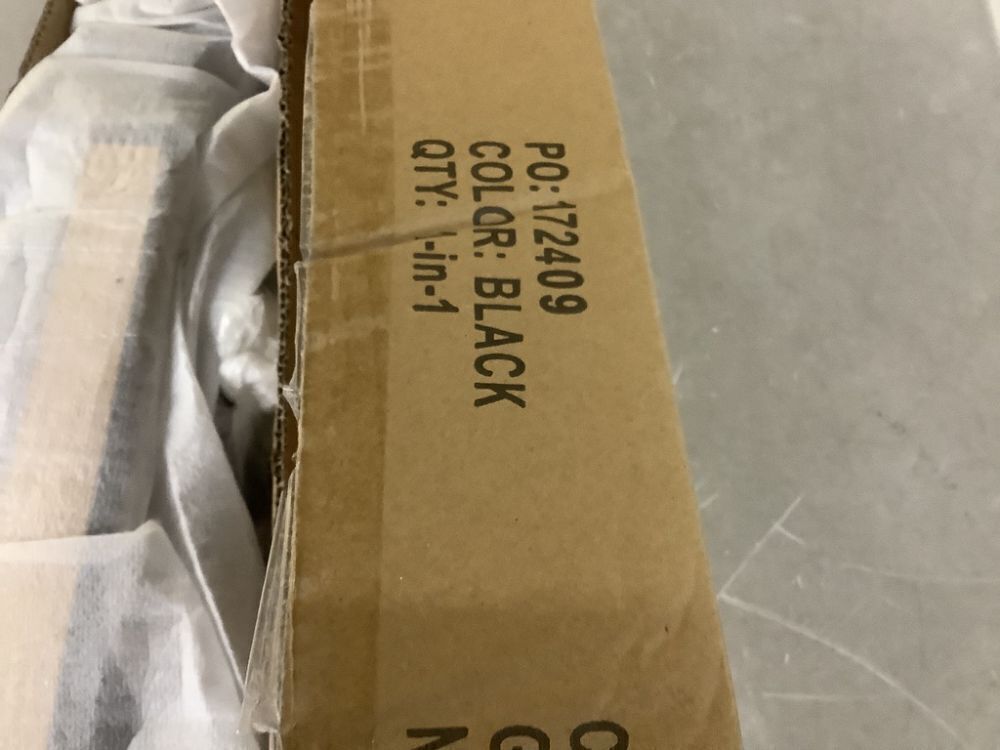 PO: 172409
COLOR: BLACK
QTY: 1-in-1